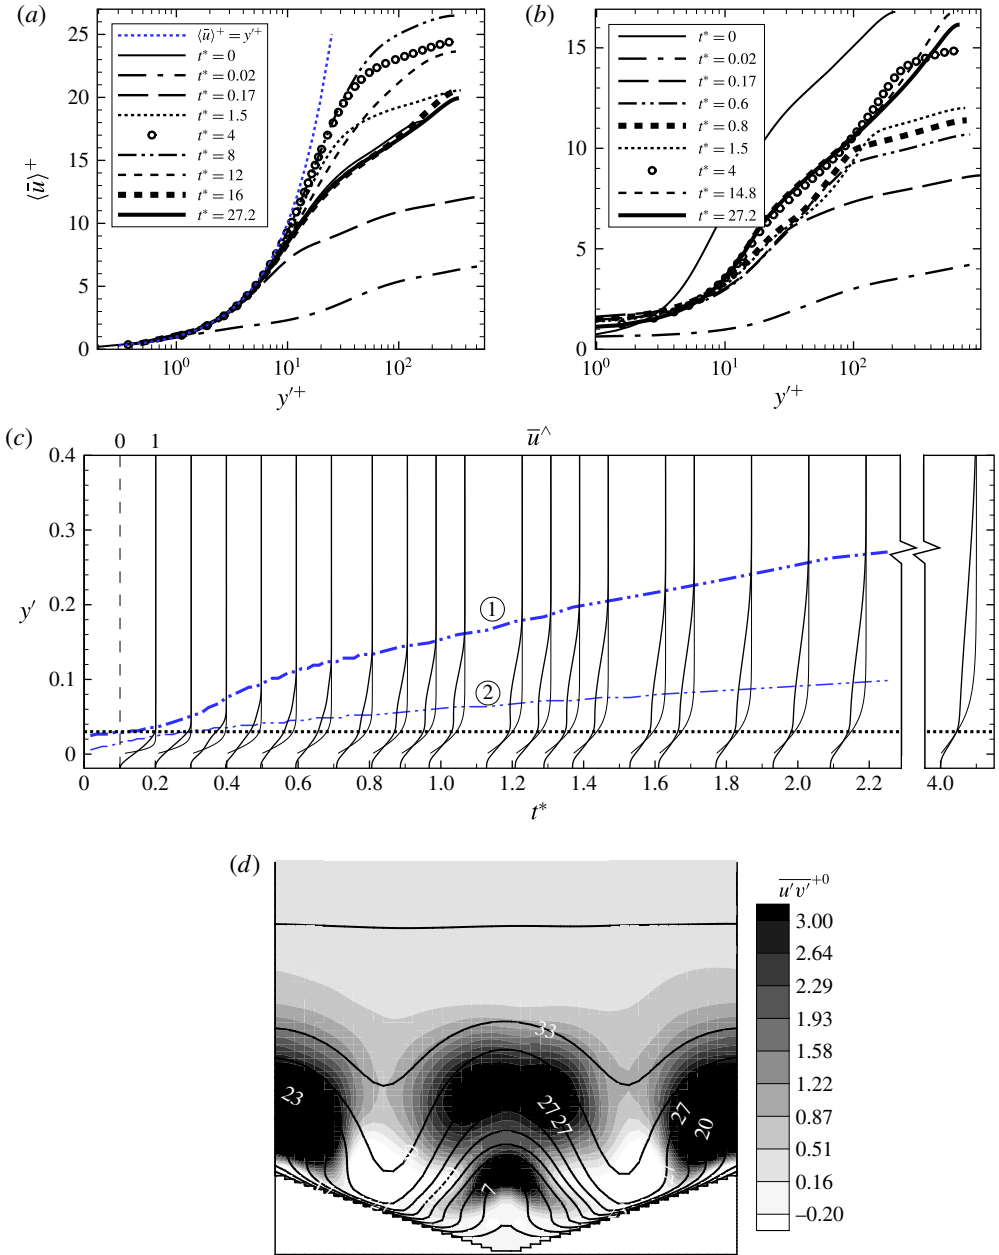 (a)
25
20
15
10
5
0
⟨ū⟩⁺
⟨ū⟩⁺ = y′⁺
t* = 0
t* = 0.02
t* = 0.17
t* = 1.5
t* = 4
t* = 8
t* = 12
t* = 16
t* = 27.2
10⁰ 10¹ 10²
y′⁺
(b)
15
10
5
0
t* = 0
t* = 0.02
t* = 0.17
t* = 0.6
t* = 0.8
t* = 1.5
t* = 4
t* = 14.8
t* = 27.2
10⁰ 10¹ 10²
y′⁺
(c)
0 1 u̅^
0.4
0.3
0.2
0.1
0
y′
1
2
0 0.2 0.4 0.6 0.8 1.0 1.2 1.4 1.6 1.8 2.0 2.2 4.0
t*
(d)
33
23
27
27
27
20
7
u′v′⁺⁰
3.00
2.64
2.29
1.93
1.58
1.22
0.87
0.51
0.16
–0.20